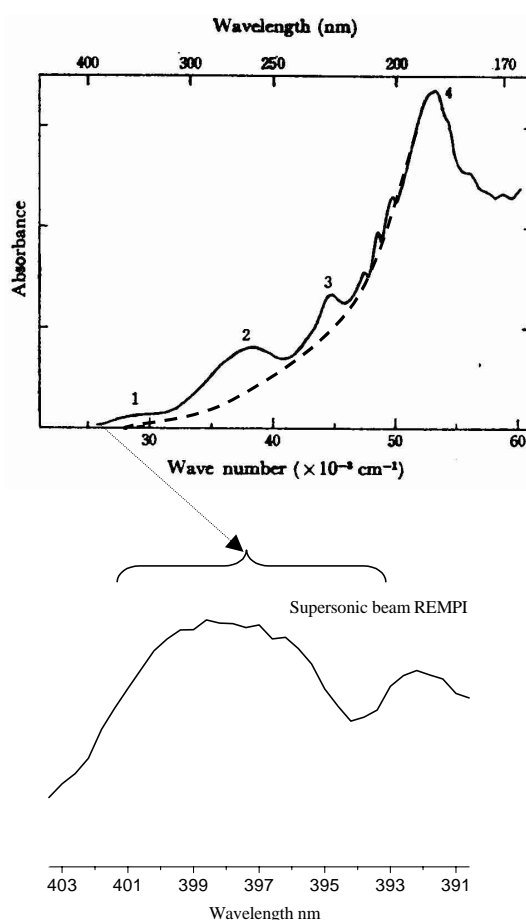 Wavelength (nm)
400 300 250 200 170
Absorbance
1
2
3
4
30 40 50 60
Wave number (×10⁻³ cm⁻¹)
Supersonic beam REMPI
403 401 399 397 395 393 391
Wavelength nm